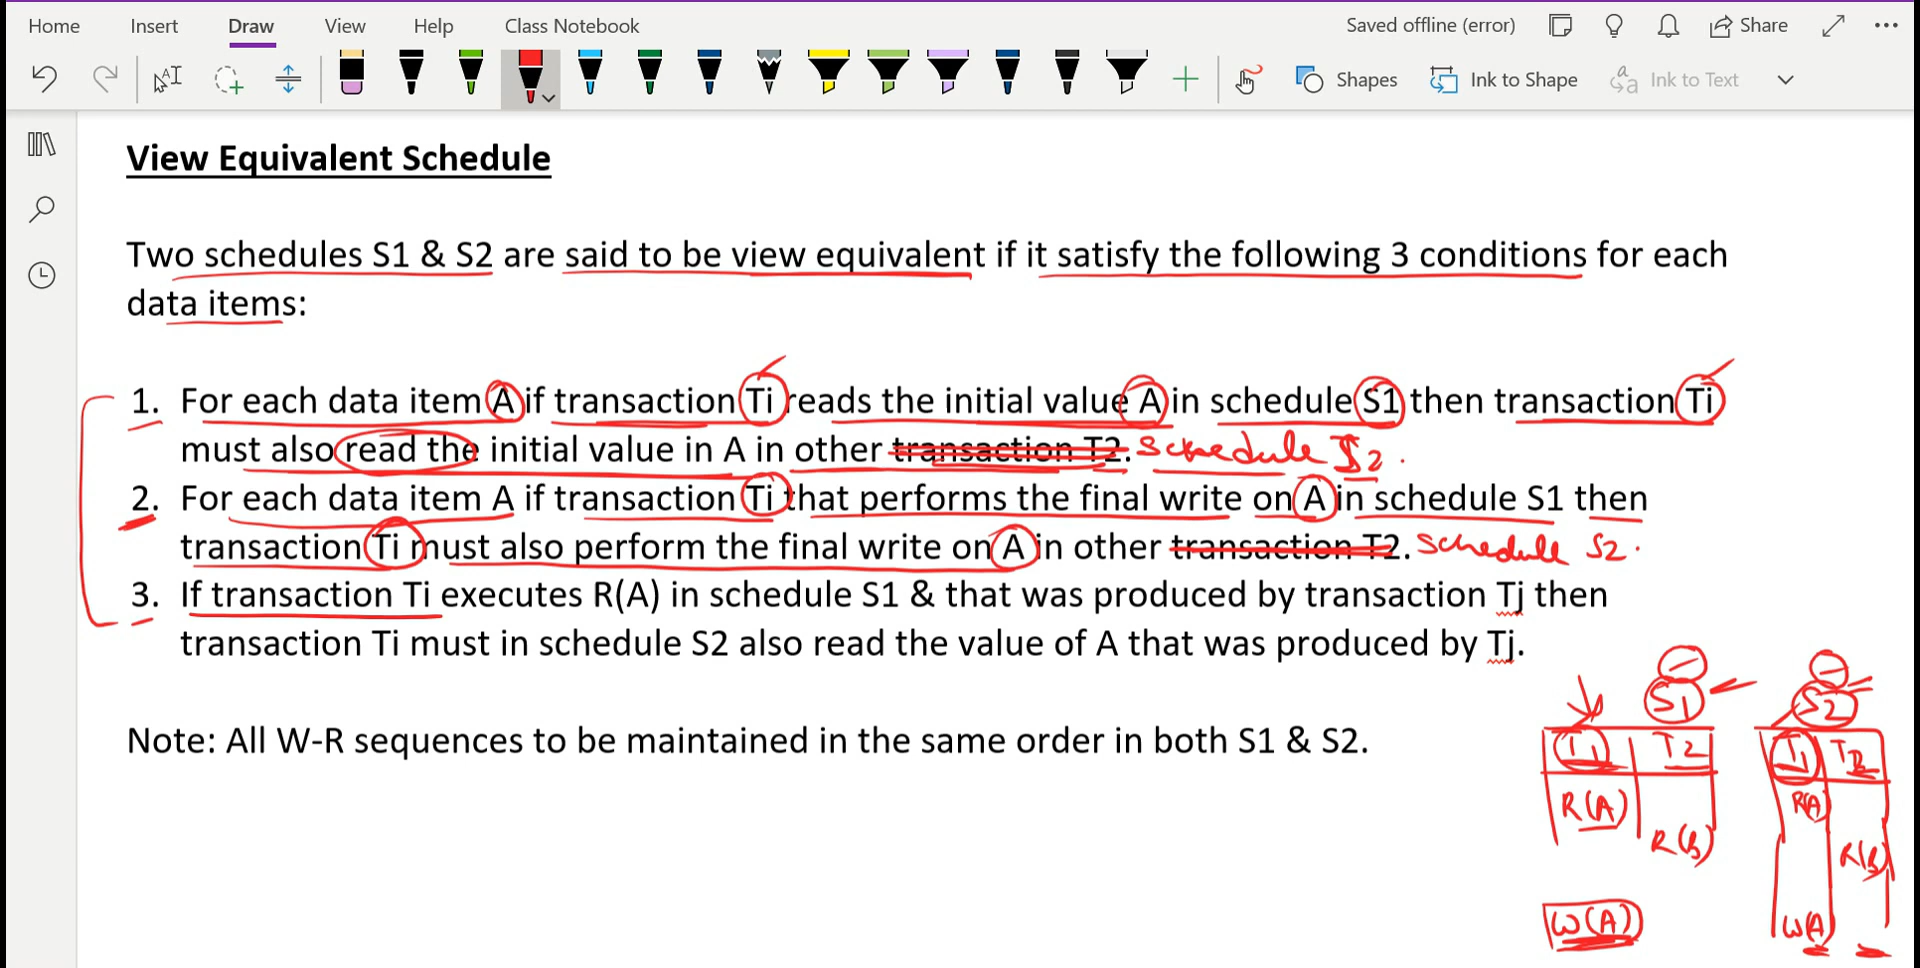 Home Insert Draw View Help Class Notebook Saved offline (error) Share
Shapes Ink to Shape Ink to Text
View Equivalent Schedule
Two schedules S1 & S2 are said to be view equivalent if it satisfy the following 3 conditions for each
data items:
1. For each data item A if transaction Ti reads the initial value A in schedule S1 then transaction Ti
must also read the initial value in A in other transaction T2. Schedule S2.
2. For each data item A if transaction Ti that performs the final write on A in schedule S1 then
transaction Ti must also perform the final write on A in other transaction T2. Schedule S2.
3. If transaction Ti executes R(A) in schedule S1 & that was produced by transaction Tj then
transaction Ti must in schedule S2 also read the value of A that was produced by Tj.
Note: All W-R sequences to be maintained in the same order in both S1 & S2.
S1 S2
T1 T2 T1 T2
R(A) R(A)
R(B) R(B)
W(A) W(A)